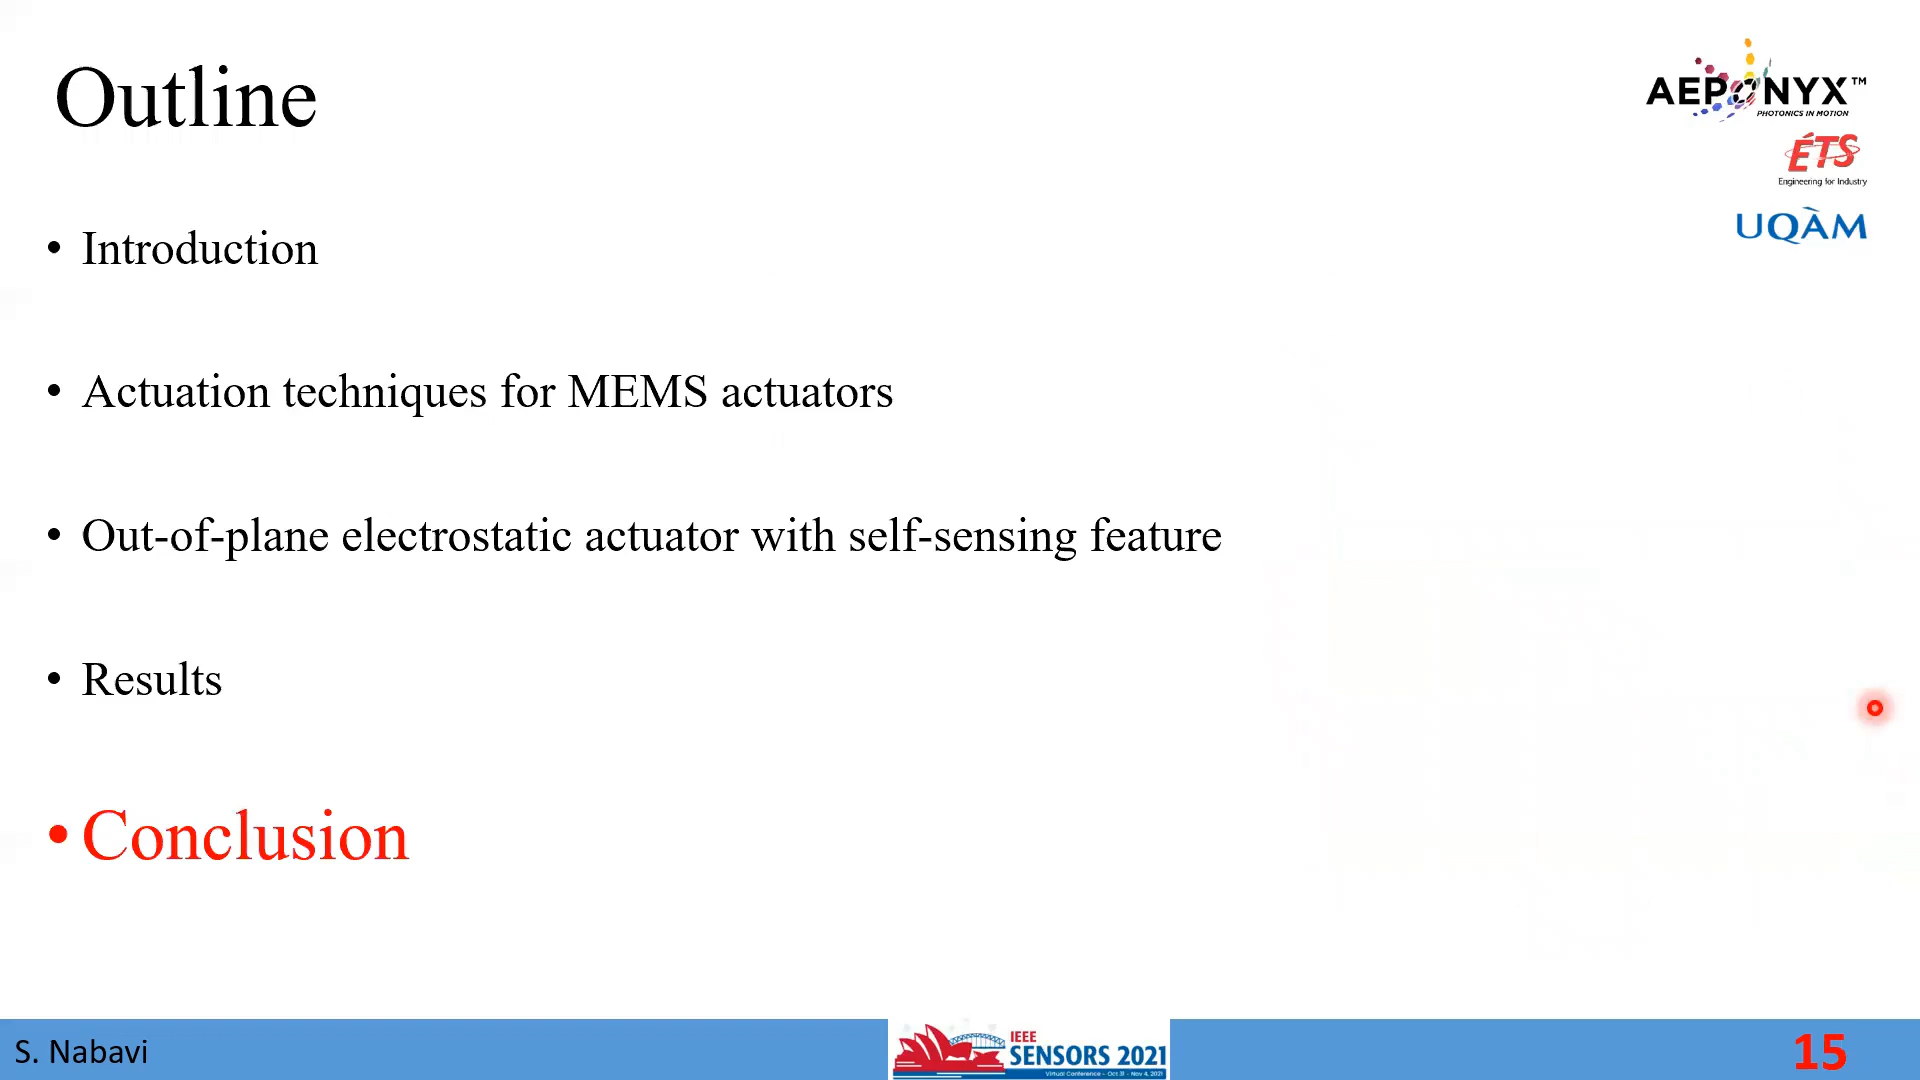 Outline
AEPONYX™
PHOTONICS IN MOTION
ÉTS
Engineering for Industry
UQÀM
• Introduction
• Actuation techniques for MEMS actuators
• Out-of-plane electrostatic actuator with self-sensing feature
• Results
• Conclusion
S. Nabavi
IEEE
SENSORS 2021
Virtual Conference - Oct 31 - Nov 4, 2021
15